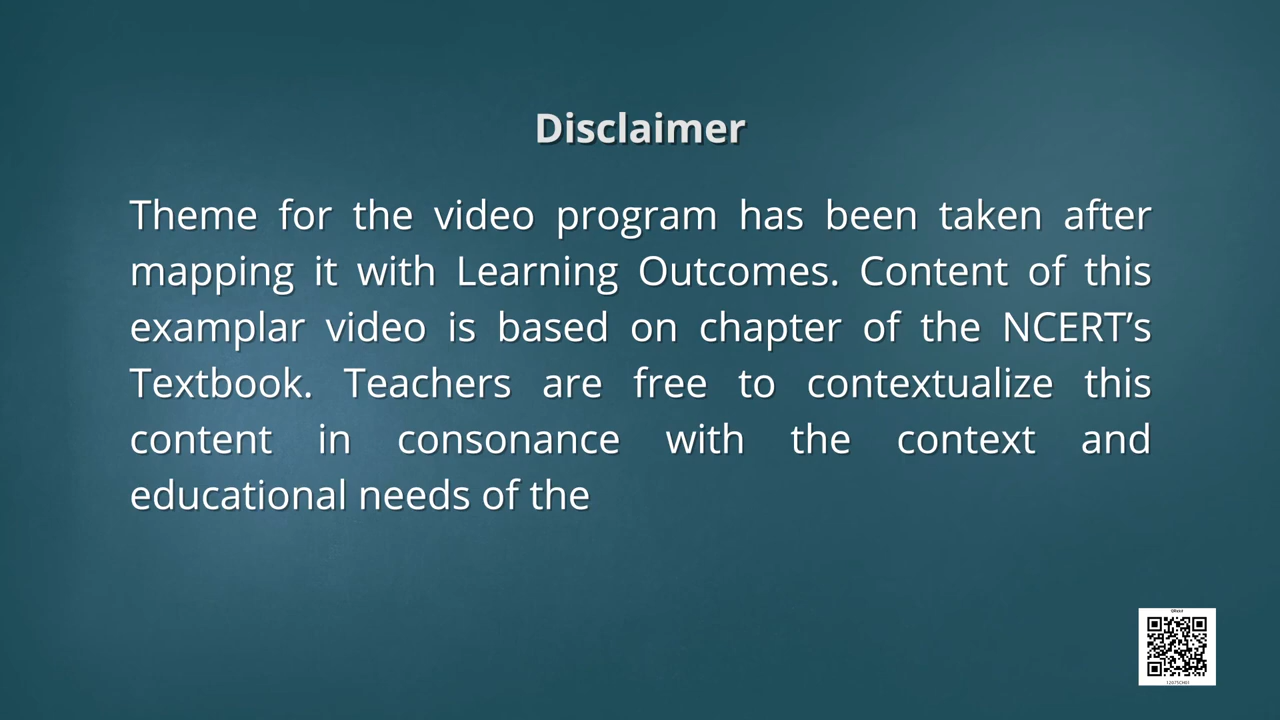 Disclaimer
Theme for the video program has been taken after
mapping it with Learning Outcomes. Content of this
examplar video is based on chapter of the NCERT’s
Textbook. Teachers are free to contextualize this
content in consonance with the context and
educational needs of the